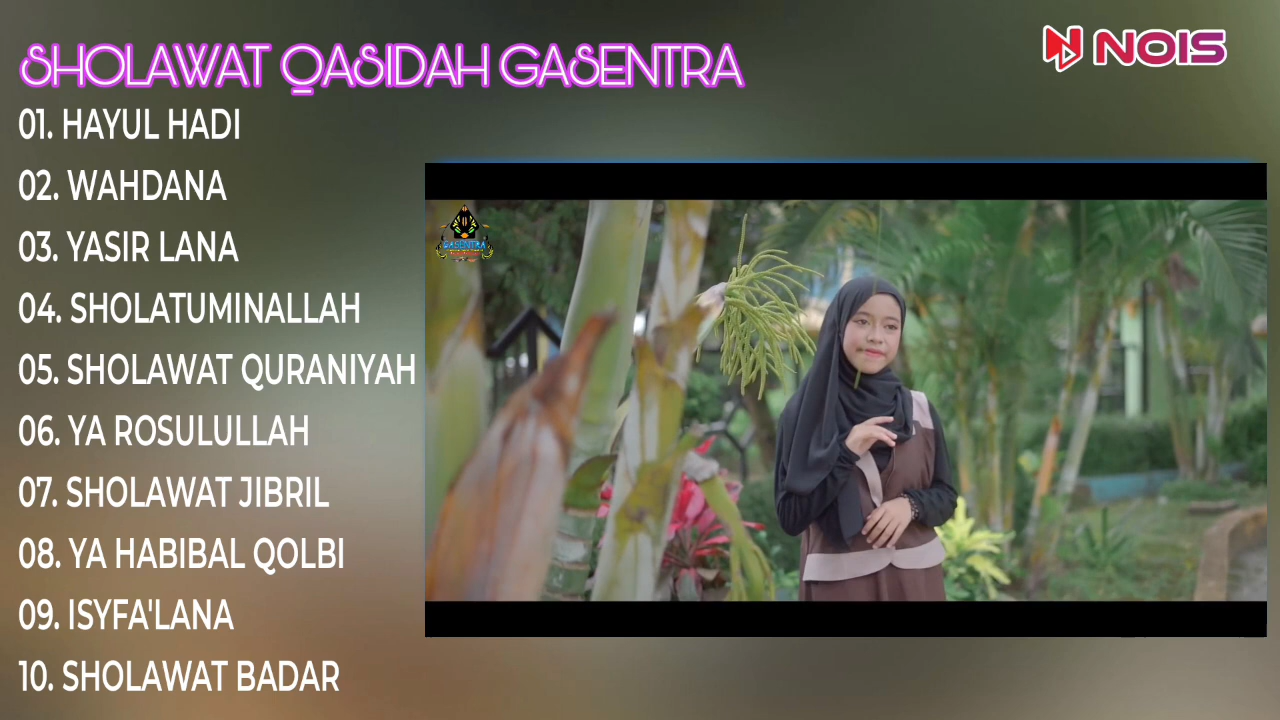 SHOLAWAT QASIDAH GASENTRA
NOIS
01. HAYUL HADI
02. WAHDANA
03. YASIR LANA
04. SHOLATUMINALLAH
05. SHOLAWAT QURANIYAH
06. YA ROSULULLAH
07. SHOLAWAT JIBRIL
08. YA HABIBAL QOLBI
09. ISYFA'LANA
10. SHOLAWAT BADAR
GASENTRA